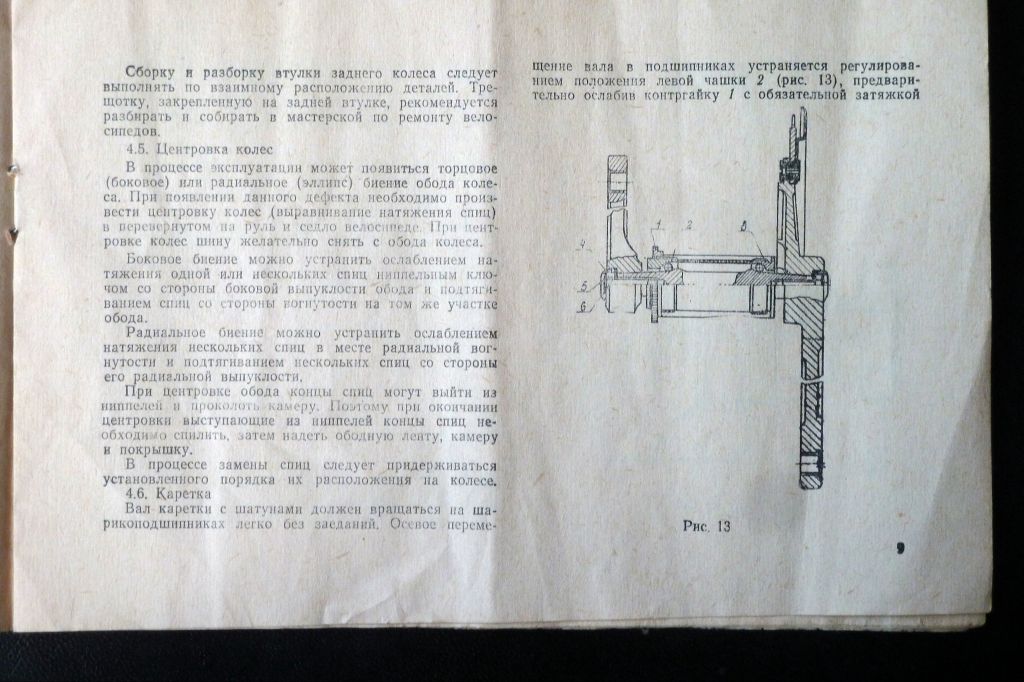 Сборку и разборку втулки заднего колеса следует
выполнять по взаимному расположению деталей. Тре-
щотку, закрепленную на задней втулке, рекомендуется
разбирать и собирать в мастерской по ремонту вело-
сипедов.
4.5. Центровка колес
В процессе эксплуатации может появиться торцовое
(боковое) или радиальное (эллипс) биение обода коле-
са. При появлении данного дефекта необходимо произ-
вести центровку колес (выравнивание натяжения спиц)
в перевернутом на руль и седло велосипеде. При цент-
ровке колес шину желательно снять с обода колеса.
Боковое биение можно устранить ослаблением на-
тяжения одной или нескольких спиц ниппельным клю-
чом со стороны боковой выпуклости обода и подтяги-
ванием спиц со стороны вогнутости на том же участке
обода.
Радиальное биение можно устранить ослаблением
натяжения нескольких спиц в месте радиальной вог-
нутости и подтягиванием нескольких спиц со стороны
его радиальной выпуклости.
При центровке обода концы спиц могут выйти из
ниппелей и проколоть камеру. Поэтому при окончании
центровки выступающие из ниппелей концы спиц не-
обходимо спилить, затем надеть ободную ленту, камеру
и покрышку.
В процессе замены спиц следует придерживаться
установленного порядка их расположения на колесе.
4.6. Каретка
Вал каретки с шатунами должен вращаться на ша-
рикоподшипниках легко без заеданий. Осевое переме-
щение вала в подшипниках устраняется регулирова-
нием положения левой чашки 2 (рис. 13), предвари-
тельно ослабив контргайку 1 с обязательной затяжкой
1 2 8
4
5
6
Рис. 13
9